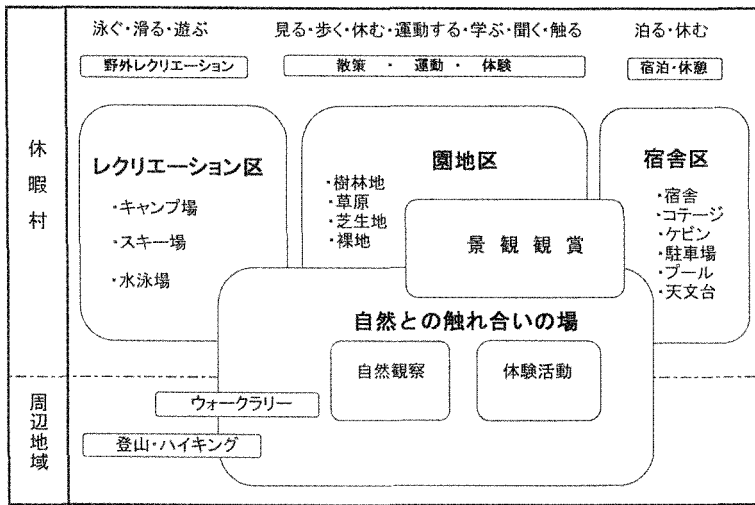 泳ぐ・滑る・遊ぶ
見る・歩く・休む・運動する・学ぶ・聞く・触る
泊る・休む
野外レクリエーション
散策・運動・体験
宿泊・休憩
休暇村
レクリエーション区
・キャンプ場
・スキー場
・水泳場
園地区
・樹林地
・草原
・芝生地
・裸地
景観観賞
宿舎区
・宿舎
・コテージ
・ケビン
・駐車場
・プール
・天文台
自然との触れ合いの場
自然観察
体験活動
周辺地域
ウォークラリー
登山・ハイキング